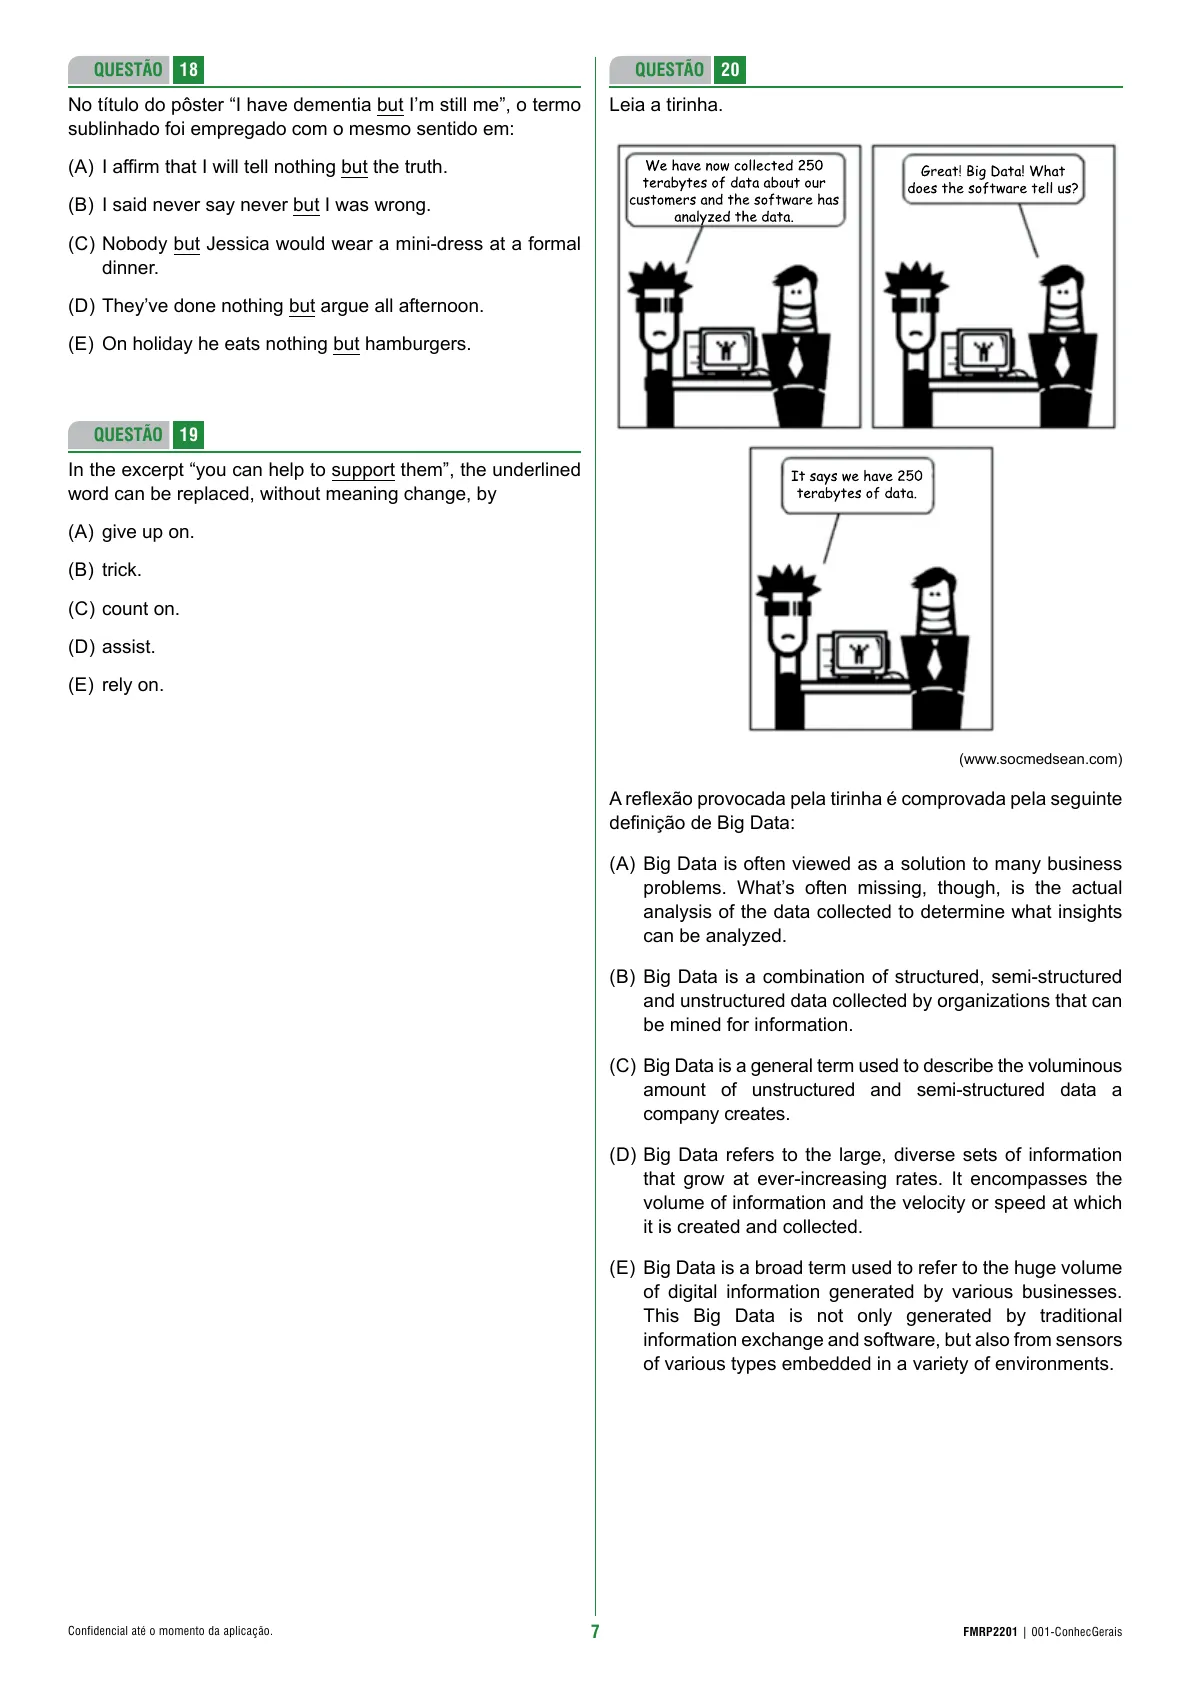 QUESTÃO 18
No título do pôster “I have dementia but I’m still me”, o termo
sublinhado foi empregado com o mesmo sentido em:
(A) I affirm that I will tell nothing but the truth.
(B) I said never say never but I was wrong.
(C) Nobody but Jessica would wear a mini-dress at a formal
dinner.
(D) They’ve done nothing but argue all afternoon.
(E) On holiday he eats nothing but hamburgers.
QUESTÃO 19
In the excerpt “you can help to support them”, the underlined
word can be replaced, without meaning change, by
(A) give up on.
(B) trick.
(C) count on.
(D) assist.
(E) rely on.
QUESTÃO 20
Leia a tirinha.
We have now collected 250
terabytes of data about our
customers and the software has
analyzed the data.
Great! Big Data! What
does the software tell us?
It says we have 250
terabytes of data.
(www.socmedsean.com)
A reflexão provocada pela tirinha é comprovada pela seguinte
definição de Big Data:
(A) Big Data is often viewed as a solution to many business
problems. What’s often missing, though, is the actual
analysis of the data collected to determine what insights
can be analyzed.
(B) Big Data is a combination of structured, semi-structured
and unstructured data collected by organizations that can
be mined for information.
(C) Big Data is a general term used to describe the voluminous
amount of unstructured and semi-structured data a
company creates.
(D) Big Data refers to the large, diverse sets of information
that grow at ever-increasing rates. It encompasses the
volume of information and the velocity or speed at which
it is created and collected.
(E) Big Data is a broad term used to refer to the huge volume
of digital information generated by various businesses.
This Big Data is not only generated by traditional
information exchange and software, but also from sensors
of various types embedded in a variety of environments.
Confidencial até o momento da aplicação.
7
FMRP2201 | 001-ConhecGerais